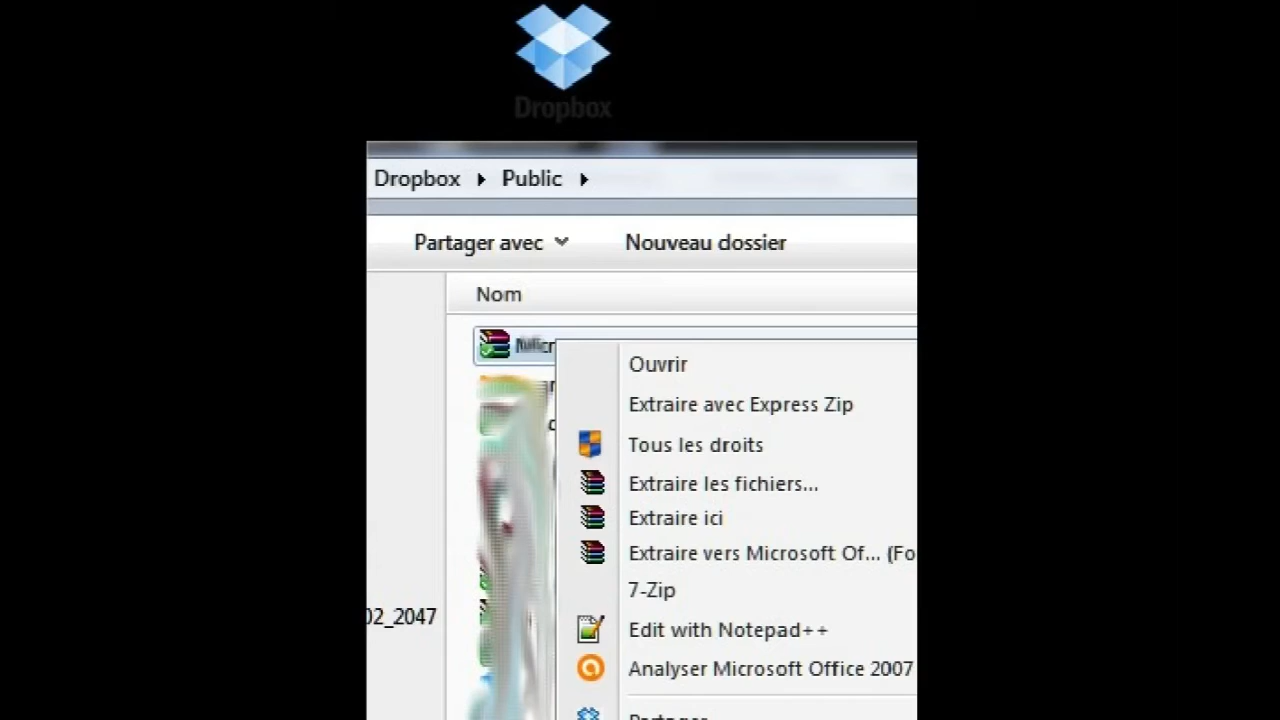 Dropbox
Dropbox Public
Partager avec Nouveau dossier
Nom
Ouvrir
Extraire avec Express Zip
Tous les droits
Extraire les fichiers...
Extraire ici
Extraire vers Microsoft Of... (Fo
7-Zip
02_2047
Edit with Notepad++
Analyser Microsoft Office 2007
Partager